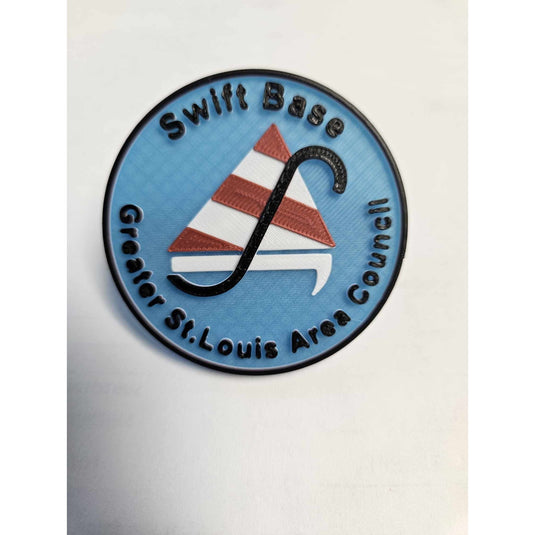 Swift Base
Greater St.Louis Area Council